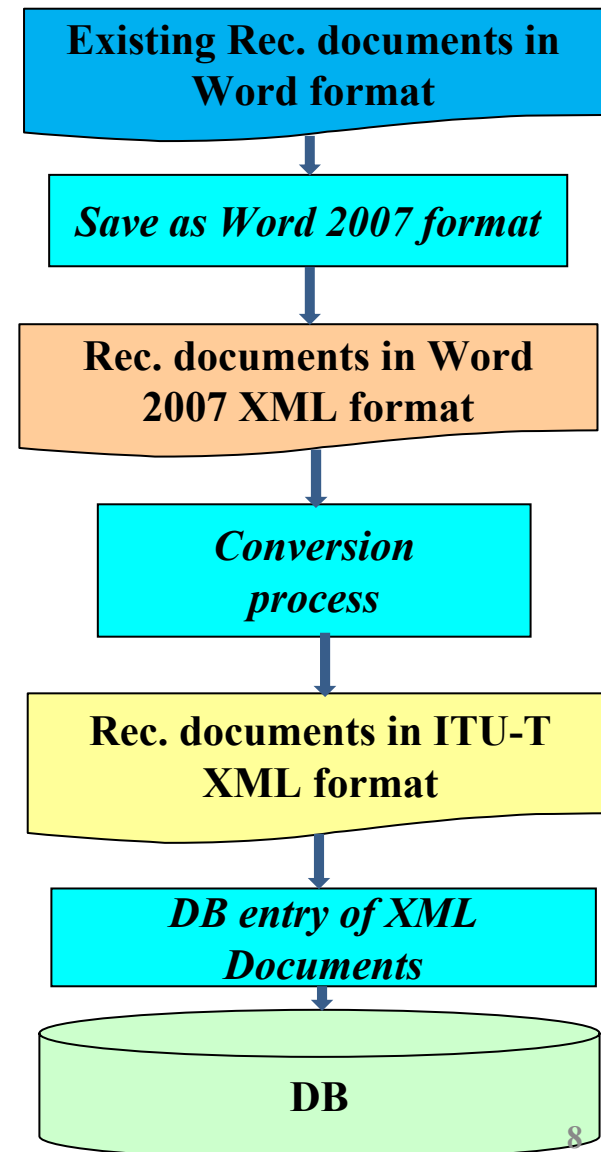 Existing Rec. documents in
Word format
Save as Word 2007 format
Rec. documents in Word
2007 XML format
Conversion
process
Rec. documents in ITU-T
XML format
DB entry of XML
Documents
DB
8